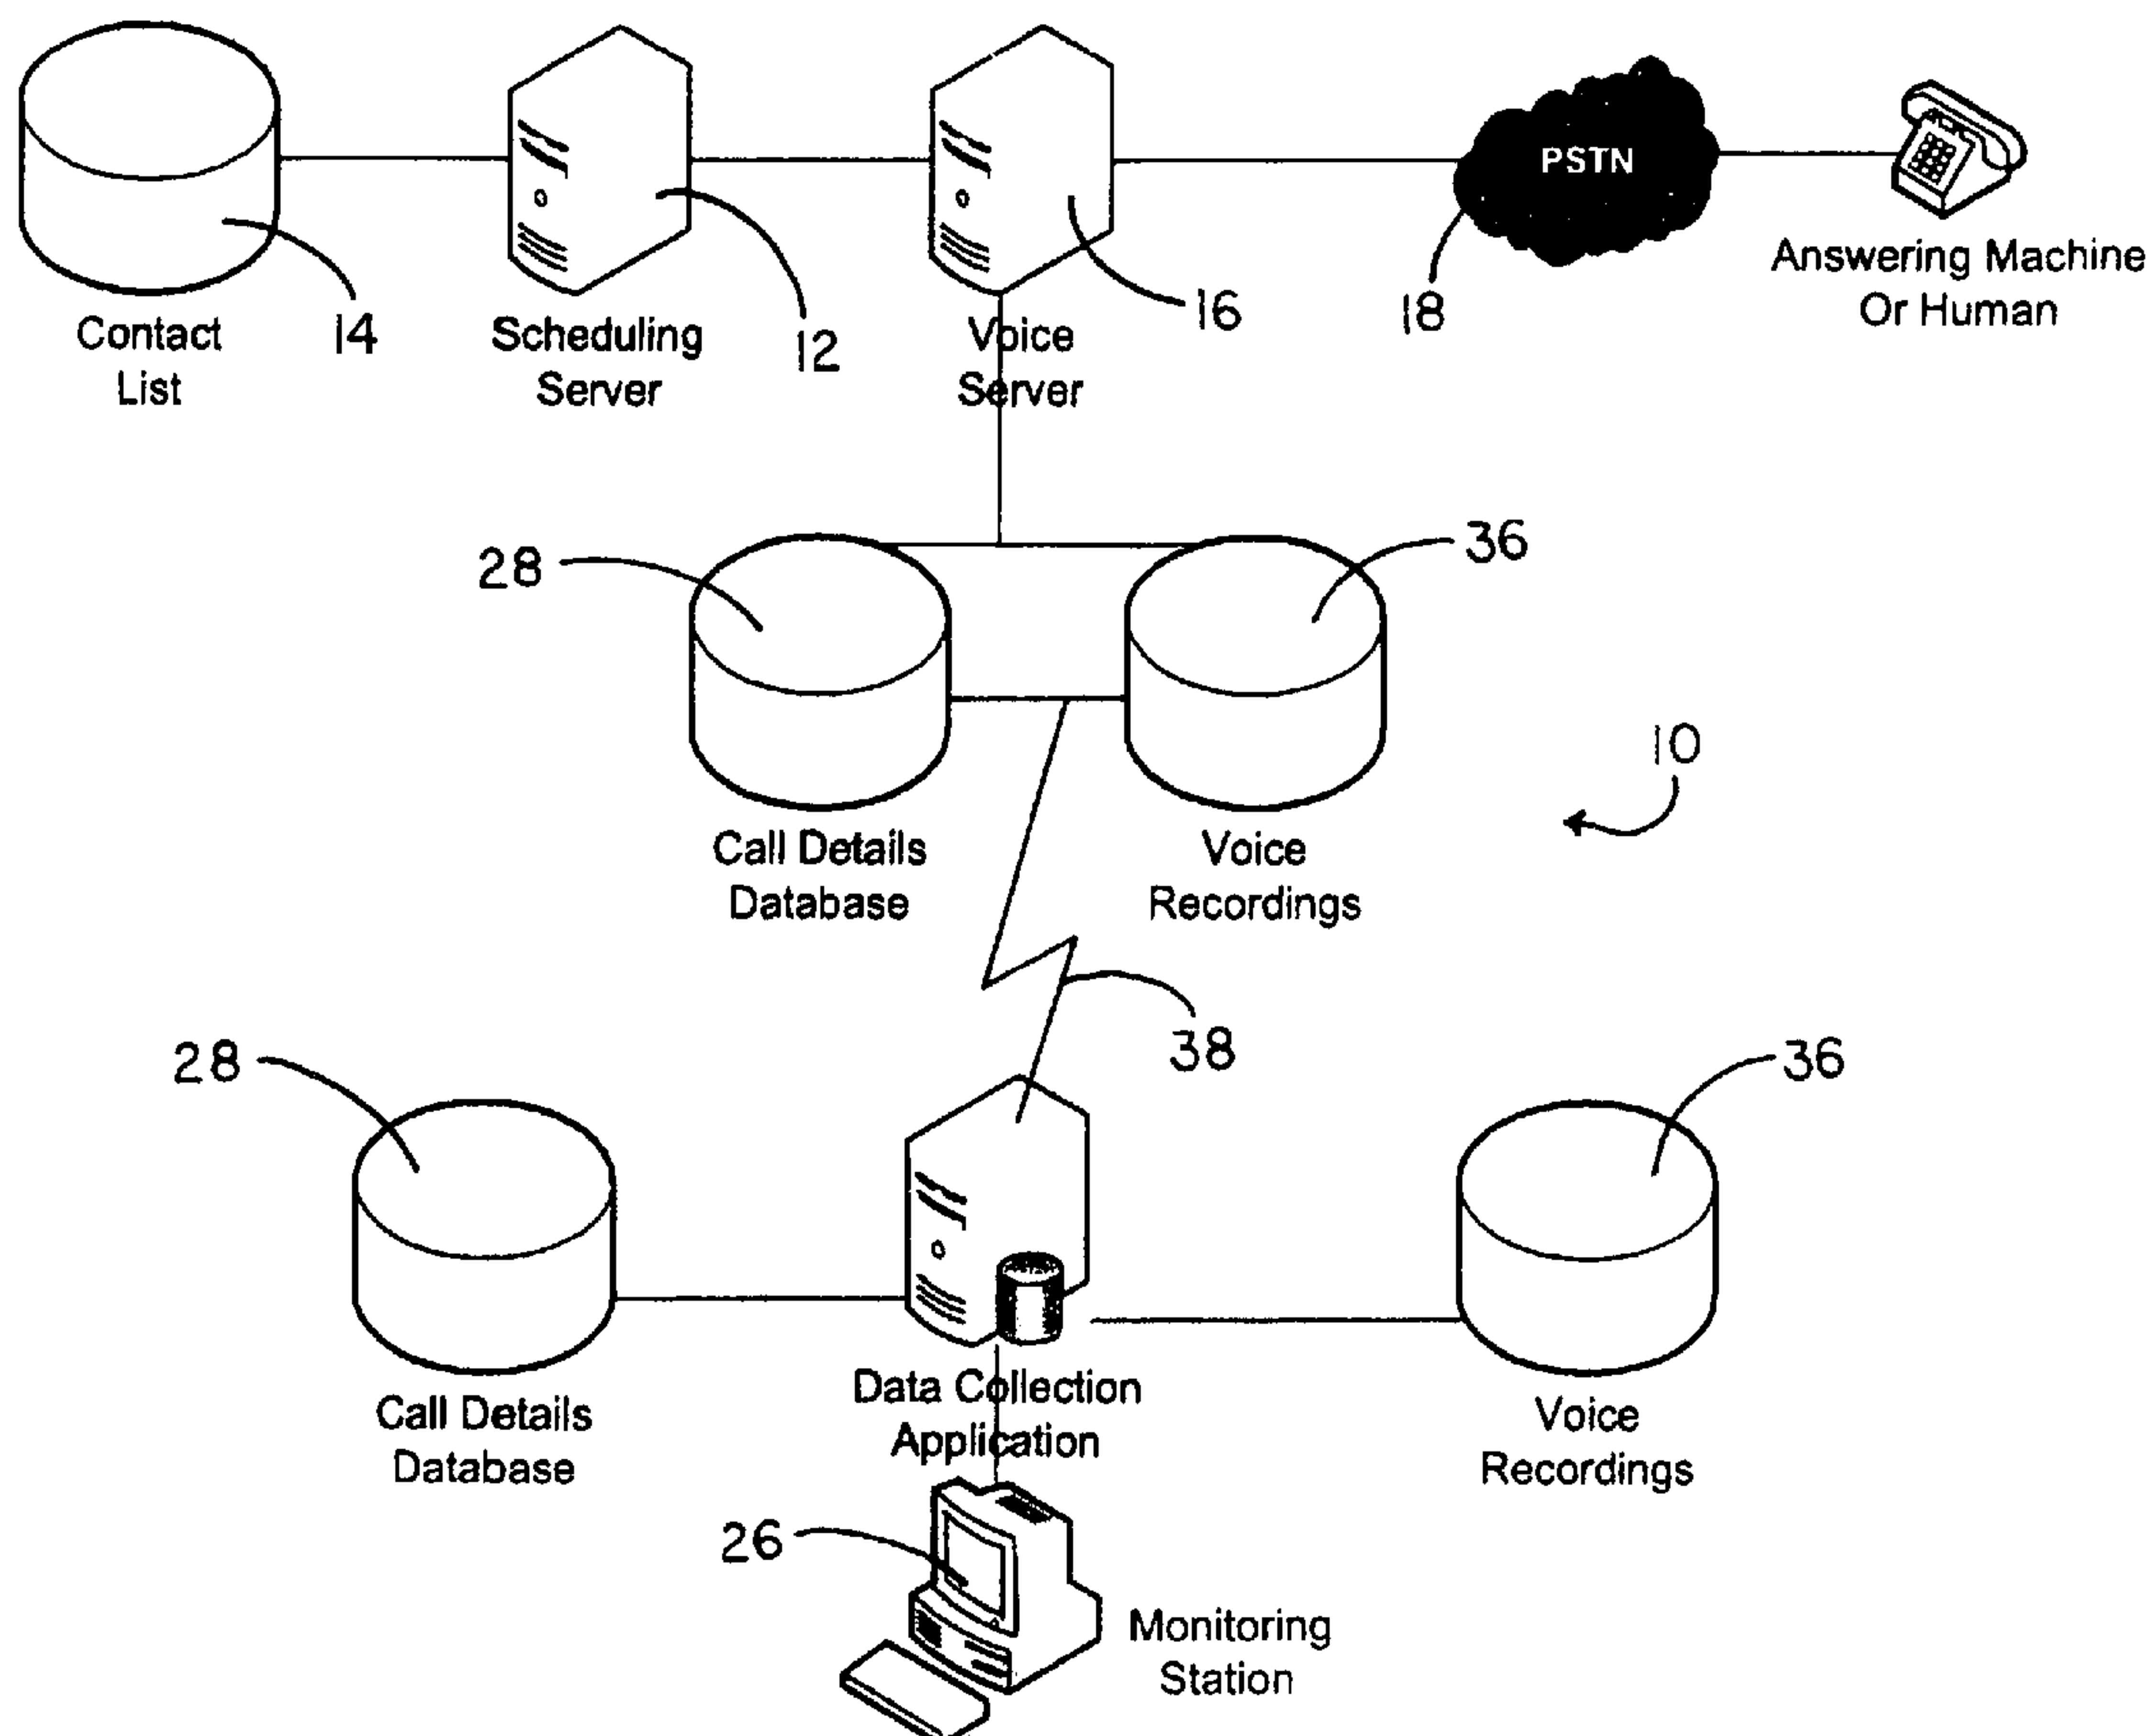 PSTN
Answering Machine
Or Human
18
16
14
12
Contact
List
Scheduling
Server
Voice
Server
28
36
10
Call Details
Database
Voice
Recordings
38
28
36
Data Collection
Application
Call Details
Database
Voice
Recordings
26
Monitoring
Station